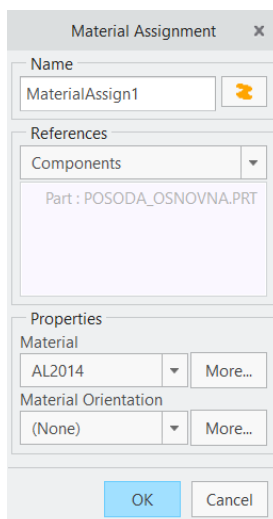 Material Assignment x
Name
MaterialAssign1
References
Components
Part : POSODA_OSNOVNA.PRT
Properties
Material
AL2014 More...
Material Orientation
(None) More...
OK Cancel